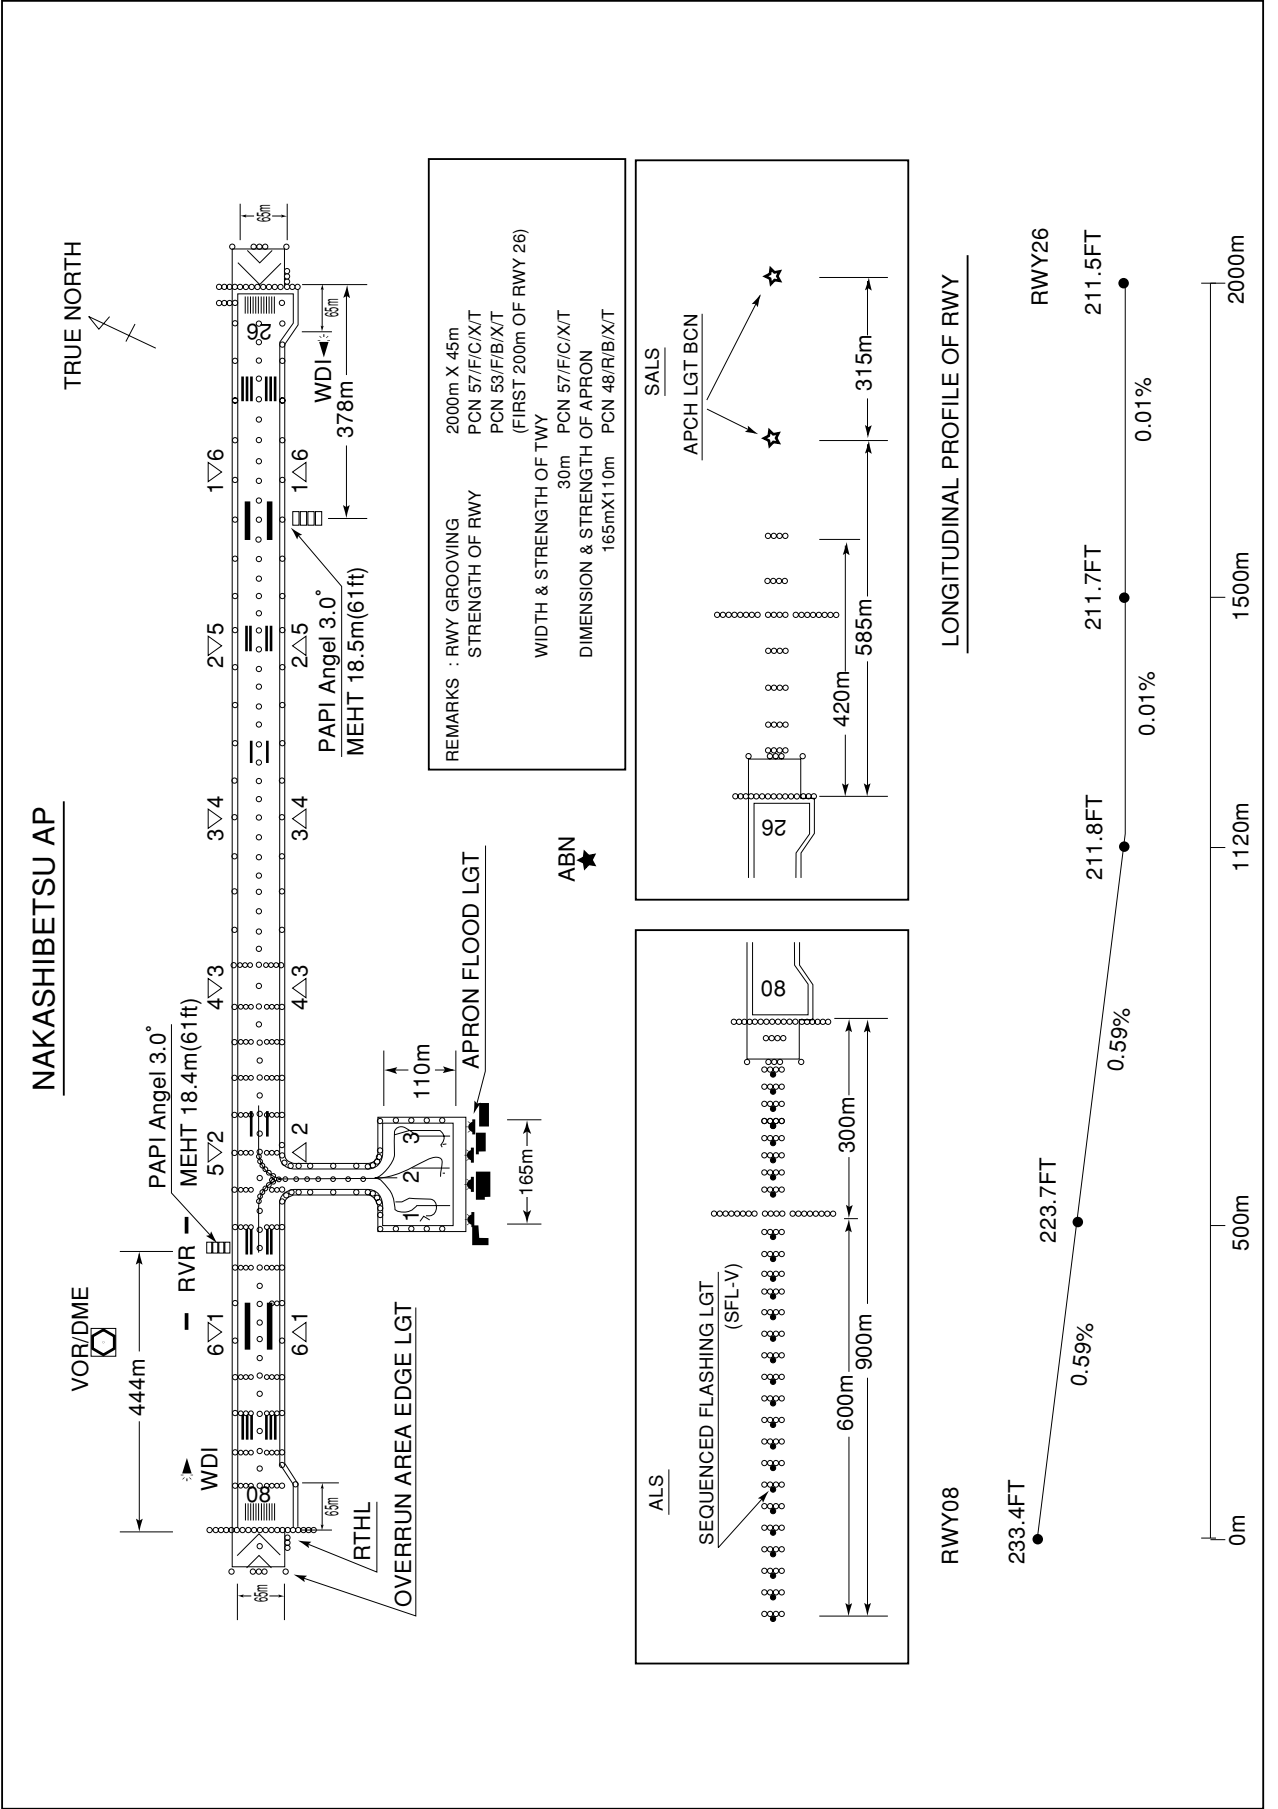 NAKASHIBETSU AP
TRUE NORTH
VOR/DME
444m
PAPI Angel 3.0°
MEHT 18.4m(61ft)
RVR
WDI
6 1
5 2
4 3
3 4
2 5
1 6
08
26
65m
65m
6 1
2
4 3
3 4
2 5
1 6
65m
65m
RTHL
OVERRUN AREA EDGE LGT
WDI
378m
PAPI Angel 3.0°
MEHT 18.5m(61ft)
1 2 3
110m
165m
APRON FLOOD LGT
ABN
REMARKS : RWY GROOVING 2000m X 45m
STRENGTH OF RWY PCN 57/F/C/X/T
PCN 53/F/B/X/T
(FIRST 200m OF RWY 26)
WIDTH & STRENGTH OF TWY
30m PCN 57/F/C/X/T
DIMENSION & STRENGTH OF APRON
165mX110m PCN 48/R/B/X/T
ALS
SEQUENCED FLASHING LGT
(SFL-V)
08
600m
300m
900m
SALS
APCH LGT BCN
26
420m
585m
315m
LONGITUDINAL PROFILE OF RWY
RWY08
RWY26
233.4FT
223.7FT
211.8FT
211.7FT
211.5FT
0.59%
0.59%
0.01%
0.01%
0m
500m
1120m
1500m
2000m